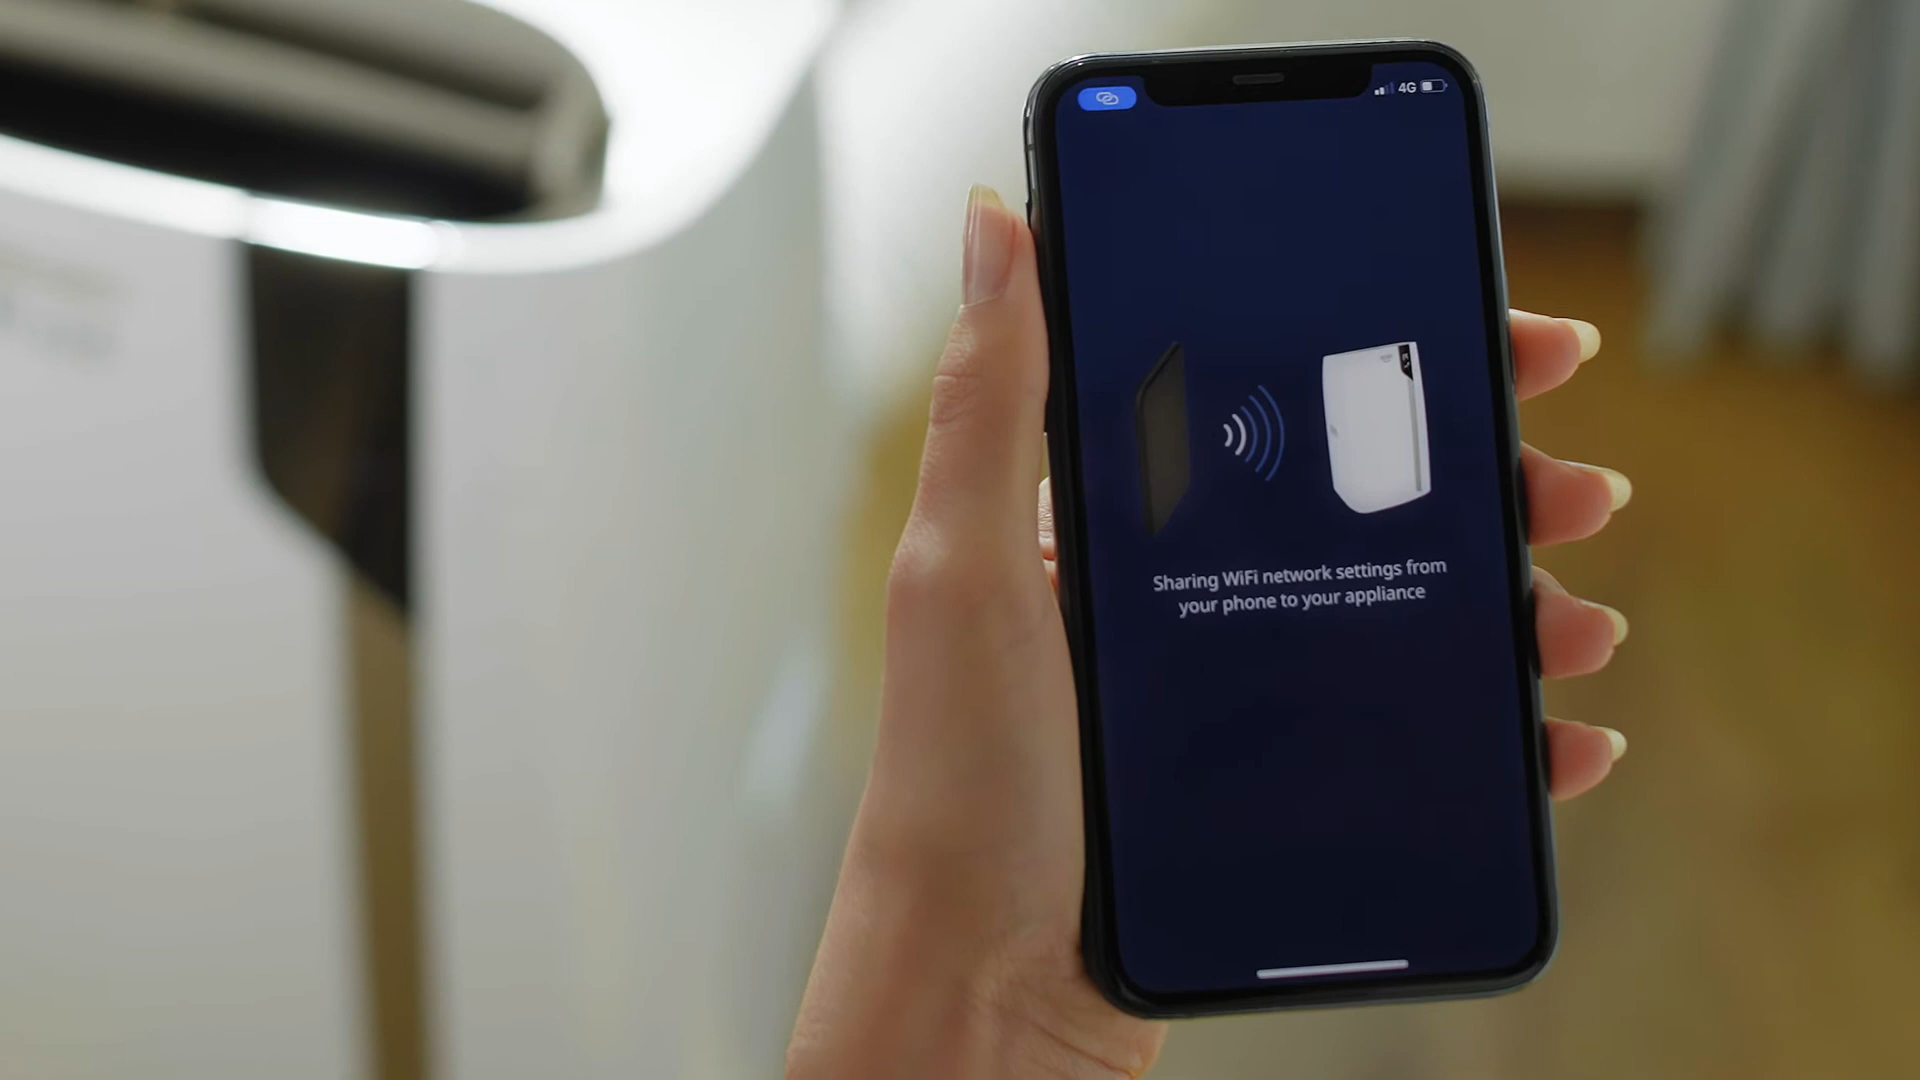 4G
Sharing WiFi network settings from
your phone to your appliance